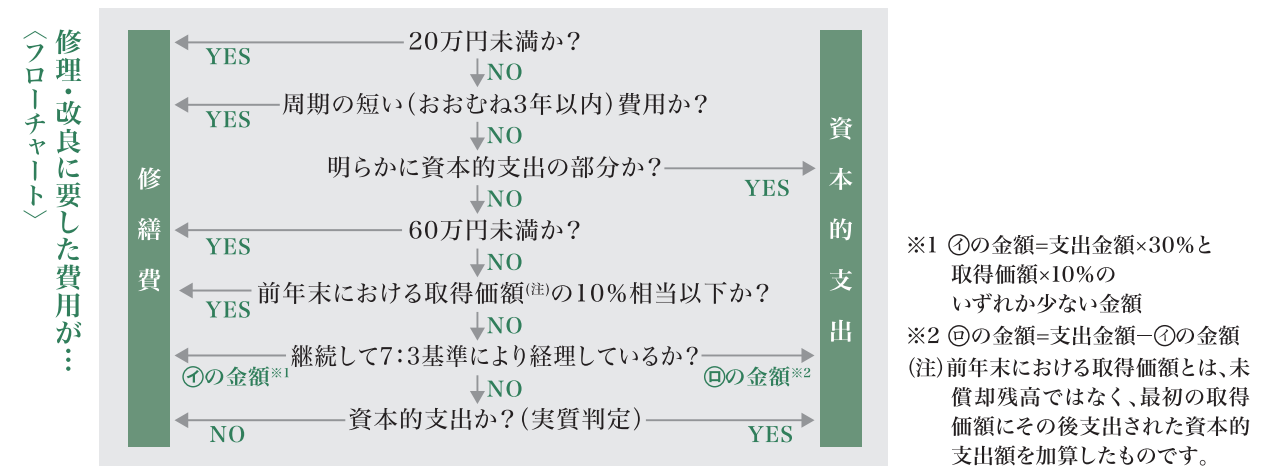 修理・改良に要した費用が…
〈フローチャート〉
修繕費
20万円未満か？
YES
NO
周期の短い（おおむね3年以内）費用か？
YES
NO
明らかに資本的支出の部分か？
YES
NO
60万円未満か？
YES
NO
前年末における取得価額(注)の10％相当以下か？
YES
NO
継続して7：3基準により経理しているか？
㋑の金額※1
㋺の金額※2
NO
資本的支出か？（実質判定）
NO
YES
資本的支出
※1 ㋑の金額=支出金額×30％と
取得価額×10％の
いずれか少ない金額
※2 ㋺の金額=支出金額－㋑の金額
（注）前年末における取得価額とは、未
償却残高ではなく、最初の取得
価額にその後支出された資本的
支出額を加算したものです。